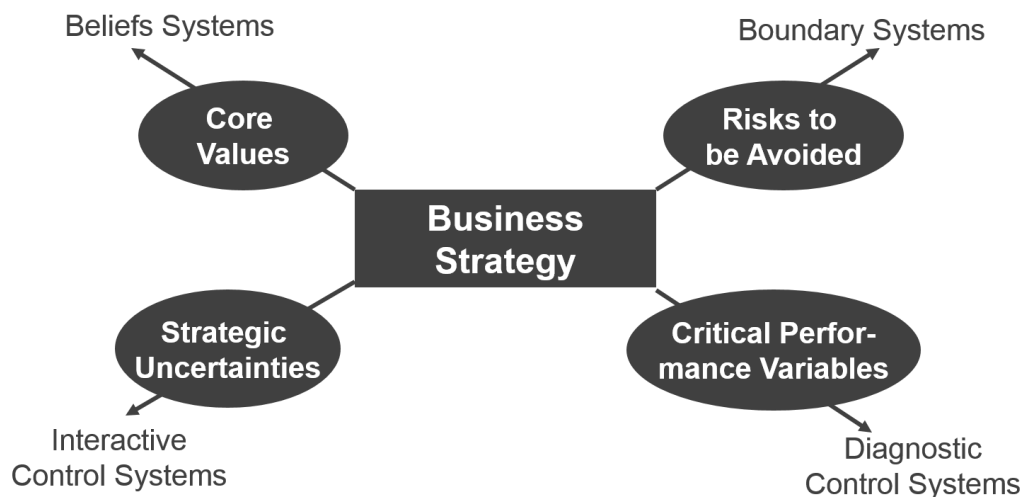 Beliefs Systems
Boundary Systems
Core
Values
Risks to
be Avoided
Business
Strategy
Strategic
Uncertainties
Critical Perfor-
mance Variables
Interactive
Control Systems
Diagnostic
Control Systems